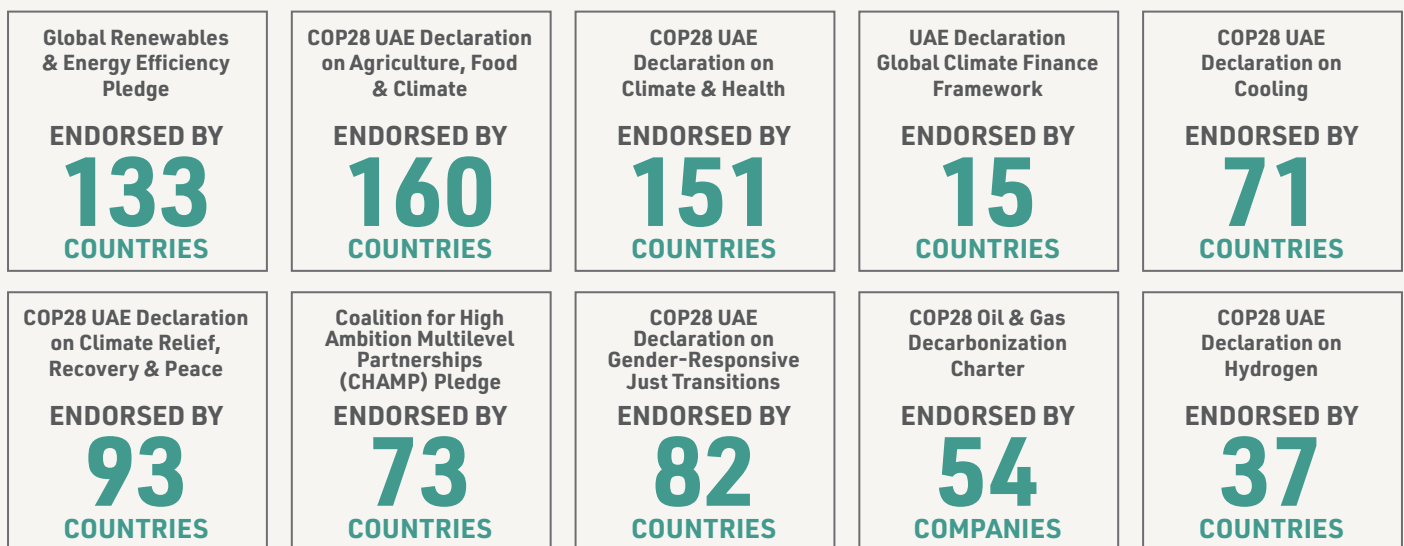 Global Renewables
& Energy Efficiency
Pledge
ENDORSED BY
133
COUNTRIES
COP28 UAE Declaration
on Agriculture, Food
& Climate
ENDORSED BY
160
COUNTRIES
COP28 UAE
Declaration on
Climate & Health
ENDORSED BY
151
COUNTRIES
UAE Declaration
Global Climate Finance
Framework
ENDORSED BY
15
COUNTRIES
COP28 UAE
Declaration on
Cooling
ENDORSED BY
71
COUNTRIES
COP28 UAE Declaration
on Climate Relief,
Recovery & Peace
ENDORSED BY
93
COUNTRIES
Coalition for High
Ambition Multilevel
Partnerships
(CHAMP) Pledge
ENDORSED BY
73
COUNTRIES
COP28 UAE
Declaration on
Gender-Responsive
Just Transitions
ENDORSED BY
82
COUNTRIES
COP28 Oil & Gas
Decarbonization
Charter
ENDORSED BY
54
COMPANIES
COP28 UAE
Declaration on
Hydrogen
ENDORSED BY
37
COUNTRIES